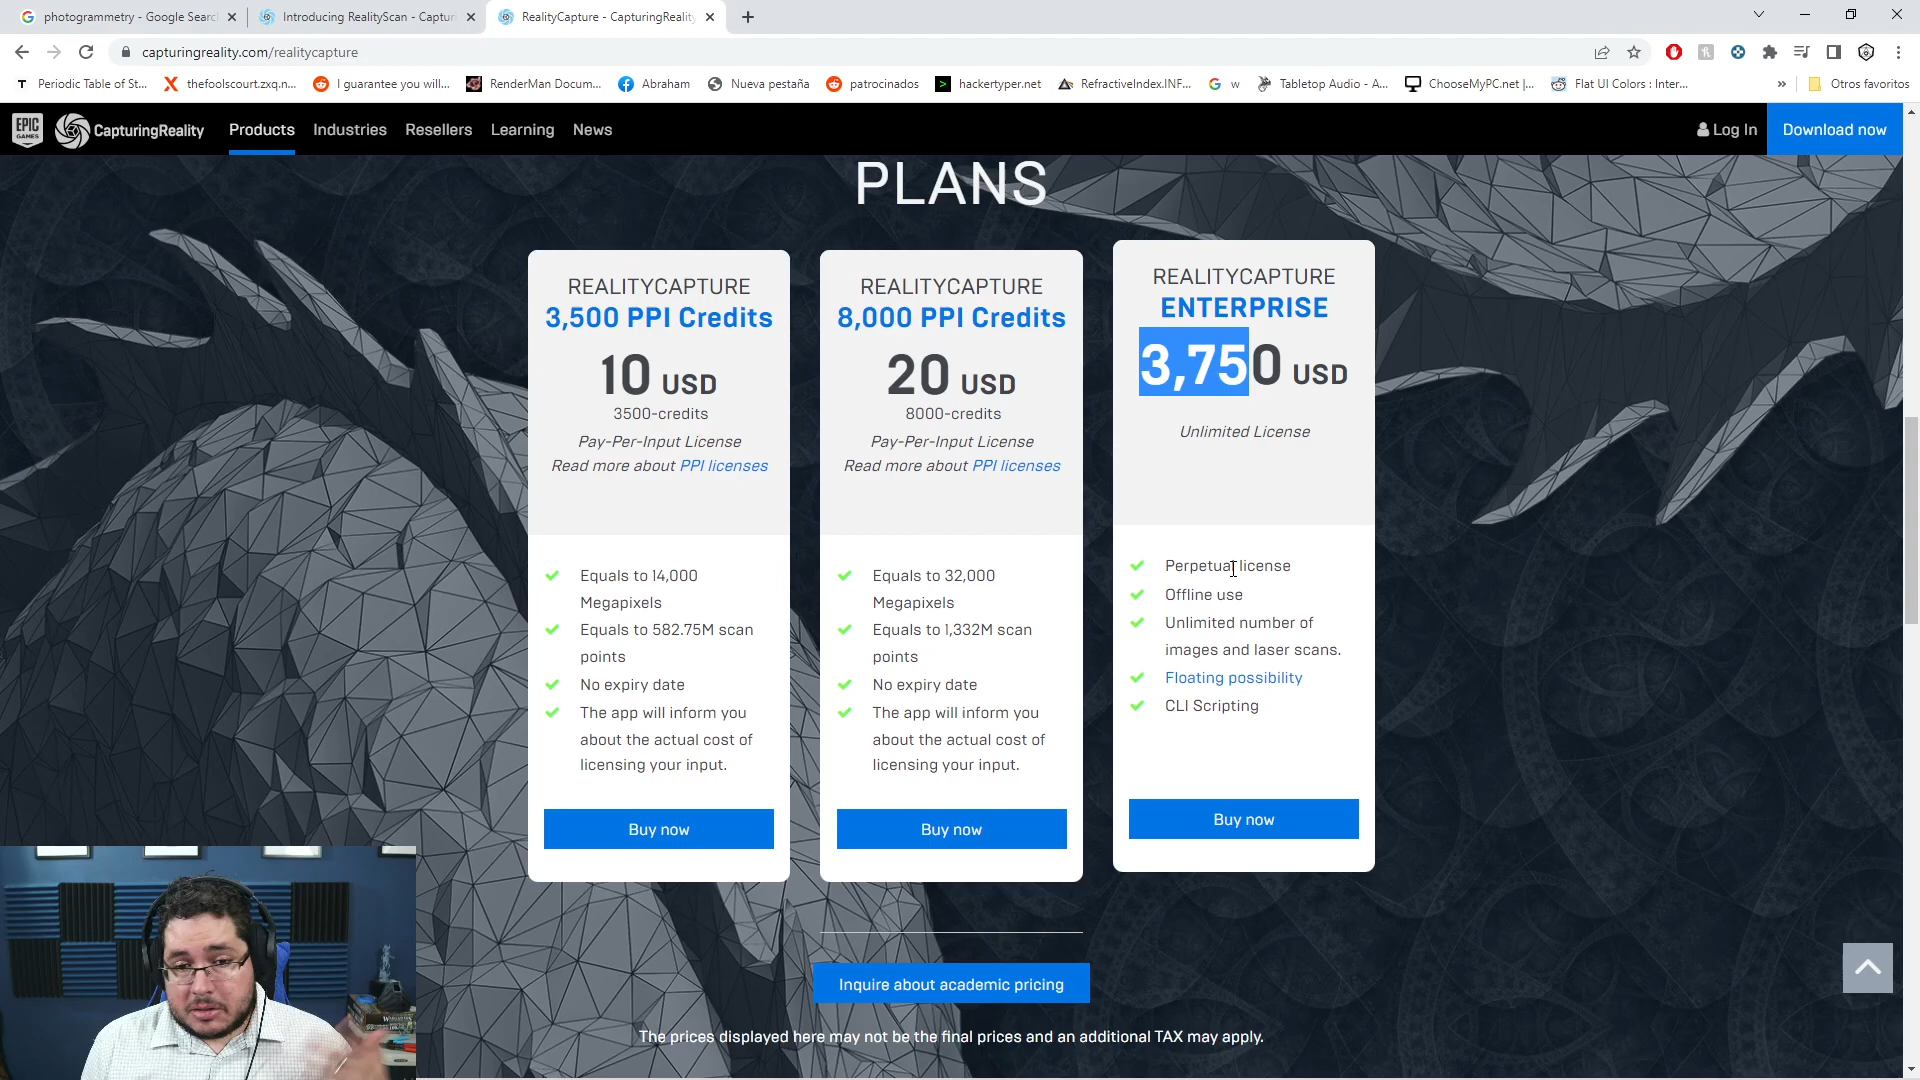 photogrammetry - Google Searc
Introducing RealityScan - Captur
RealityCapture - CapturingReality
capturingreality.com/realitycapture
Periodic Table of St...
thefoolscourt.zxq.n...
I guarantee you will...
RenderMan Docum...
Abraham
Nueva pestaña
patrocinados
hackertyper.net
RefractiveIndex.INF...
w
Tabletop Audio - A...
ChooseMyPC.net |...
Flat UI Colors : Inter...
»
Otros favoritos
EPIC GAMES
CapturingReality
Products
Industries
Resellers
Learning
News
Log In
Download now
PLANS
REALITYCAPTURE
3,500 PPI Credits
10 USD
3500-credits
Pay-Per-Input License
Read more about PPI licenses
Equals to 14,000
Megapixels
Equals to 582.75M scan
points
No expiry date
The app will inform you
about the actual cost of
licensing your input.
Buy now
REALITYCAPTURE
8,000 PPI Credits
20 USD
8000-credits
Pay-Per-Input License
Read more about PPI licenses
Equals to 32,000
Megapixels
Equals to 1,332M scan
points
No expiry date
The app will inform you
about the actual cost of
licensing your input.
Buy now
REALITYCAPTURE
ENTERPRISE
3,750 USD
Unlimited License
Perpetual license
Offline use
Unlimited number of
images and laser scans.
Floating possibility
CLI Scripting
Buy now
Inquire about academic pricing
The prices displayed here may not be the final prices and an additional TAX may apply.